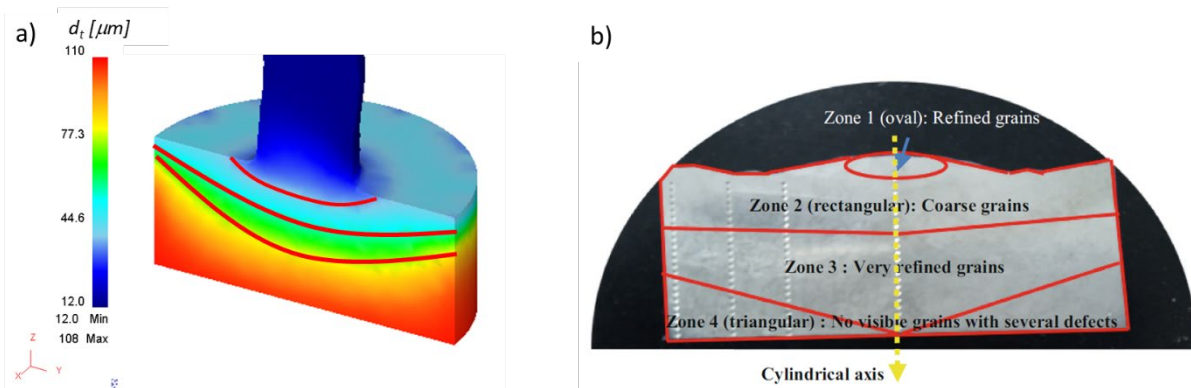 a)
d_t [μm]
110
77.3
44.6
12.0
12.0 Min
108 Max
Z
X
Y
b)
Zone 1 (oval): Refined grains
Zone 2 (rectangular): Coarse grains
Zone 3 : Very refined grains
Zone 4 (triangular) : No visible grains with several defects
Cylindrical axis